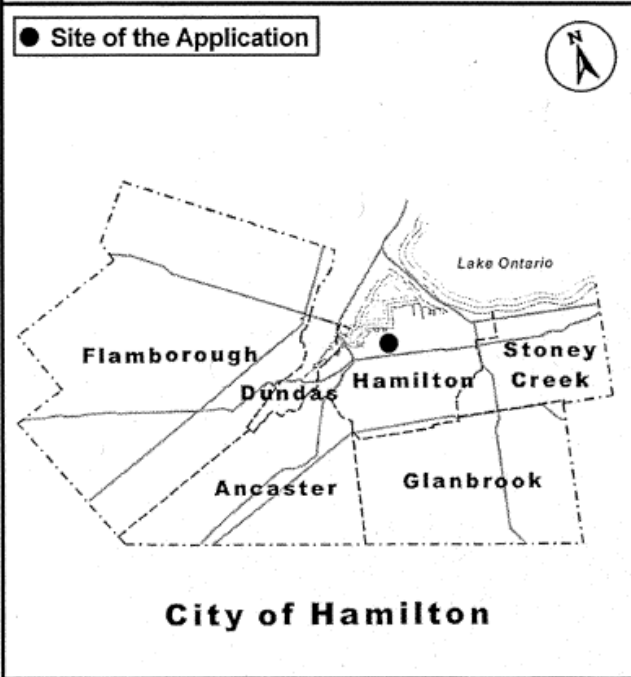 ● Site of the Application
N
Lake Ontario
Flamborough
Stoney
Creek
Dundas
Hamilton
Ancaster
Glanbrook
City of Hamilton